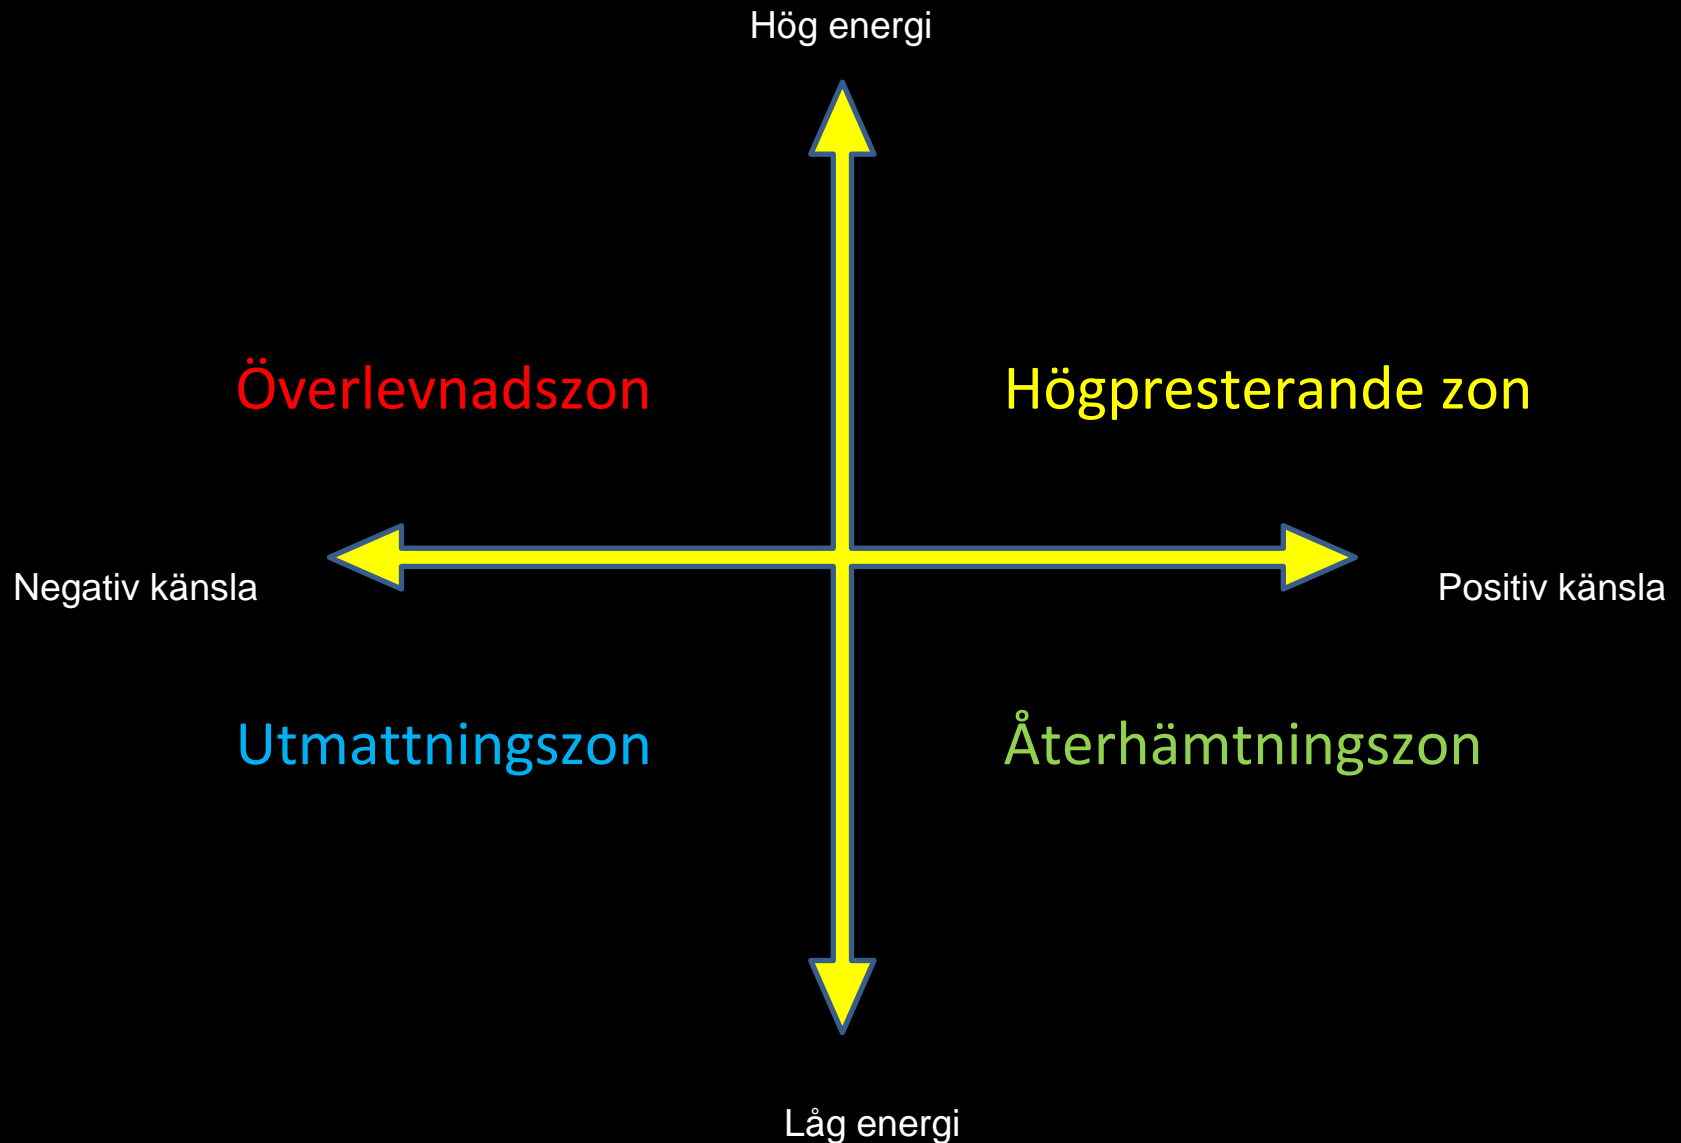 Hög energi
Överlevnadszon
Högpresterande zon
Negativ känsla
Positiv känsla
Utmattningszon
Återhämtningszon
Låg energi